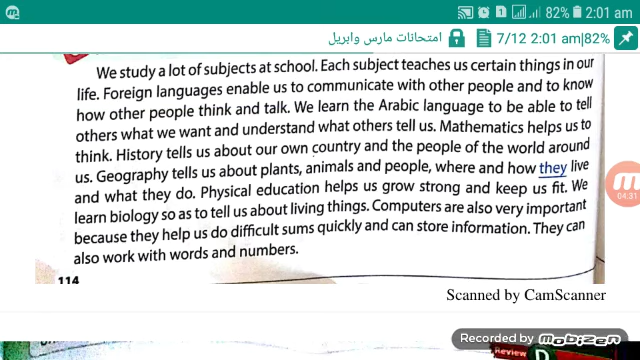 82% 2:01 am
امتحانات مارس وابريل 7/12 2:01 am|82%
We study a lot of subjects at school. Each subject teaches us certain things in our
life. Foreign languages enable us to communicate with other people and to know
how other people think and talk. We learn the Arabic language to be able to tell
others what we want and understand what others tell us. Mathematics helps us to
think. History tells us about our own country and the people of the world around
us. Geography tells us about plants, animals and people, where and how they live
and what they do. Physical education helps us grow strong and keep us fit. We
learn biology so as to tell us about living things. Computers are also very important
because they help us do difficult sums quickly and can store information. They can
also work with words and numbers.
04:31
114
Scanned by CamScanner
Recorded by mobizen
Review D